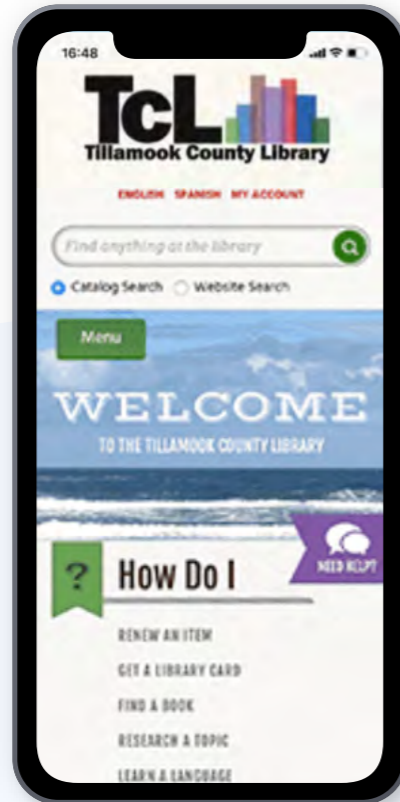 16:48
TCL
Tillamook County Library
ENGLISH SPANISH MY ACCOUNT
Find anything at the library
Catalog Search Website Search
Menu
WELCOME
TO THE TILLAMOOK COUNTY LIBRARY
NEED HELP?
? How Do I
RENEW AN ITEM
GET A LIBRARY CARD
FIND A BOOK
RESEARCH A TOPIC
LEARN A LANGUAGE